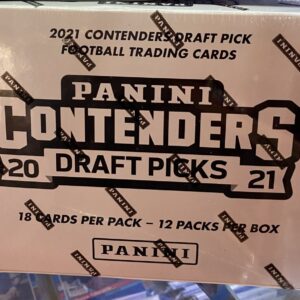 2021 CONTENDERS DRAFT PICK
FOOTBALL TRADING CARDS
PANINI
CONTENDERS
20 DRAFT PICKS 21
18 CARDS PER PACK – 12 PACKS PER BOX
PANINI